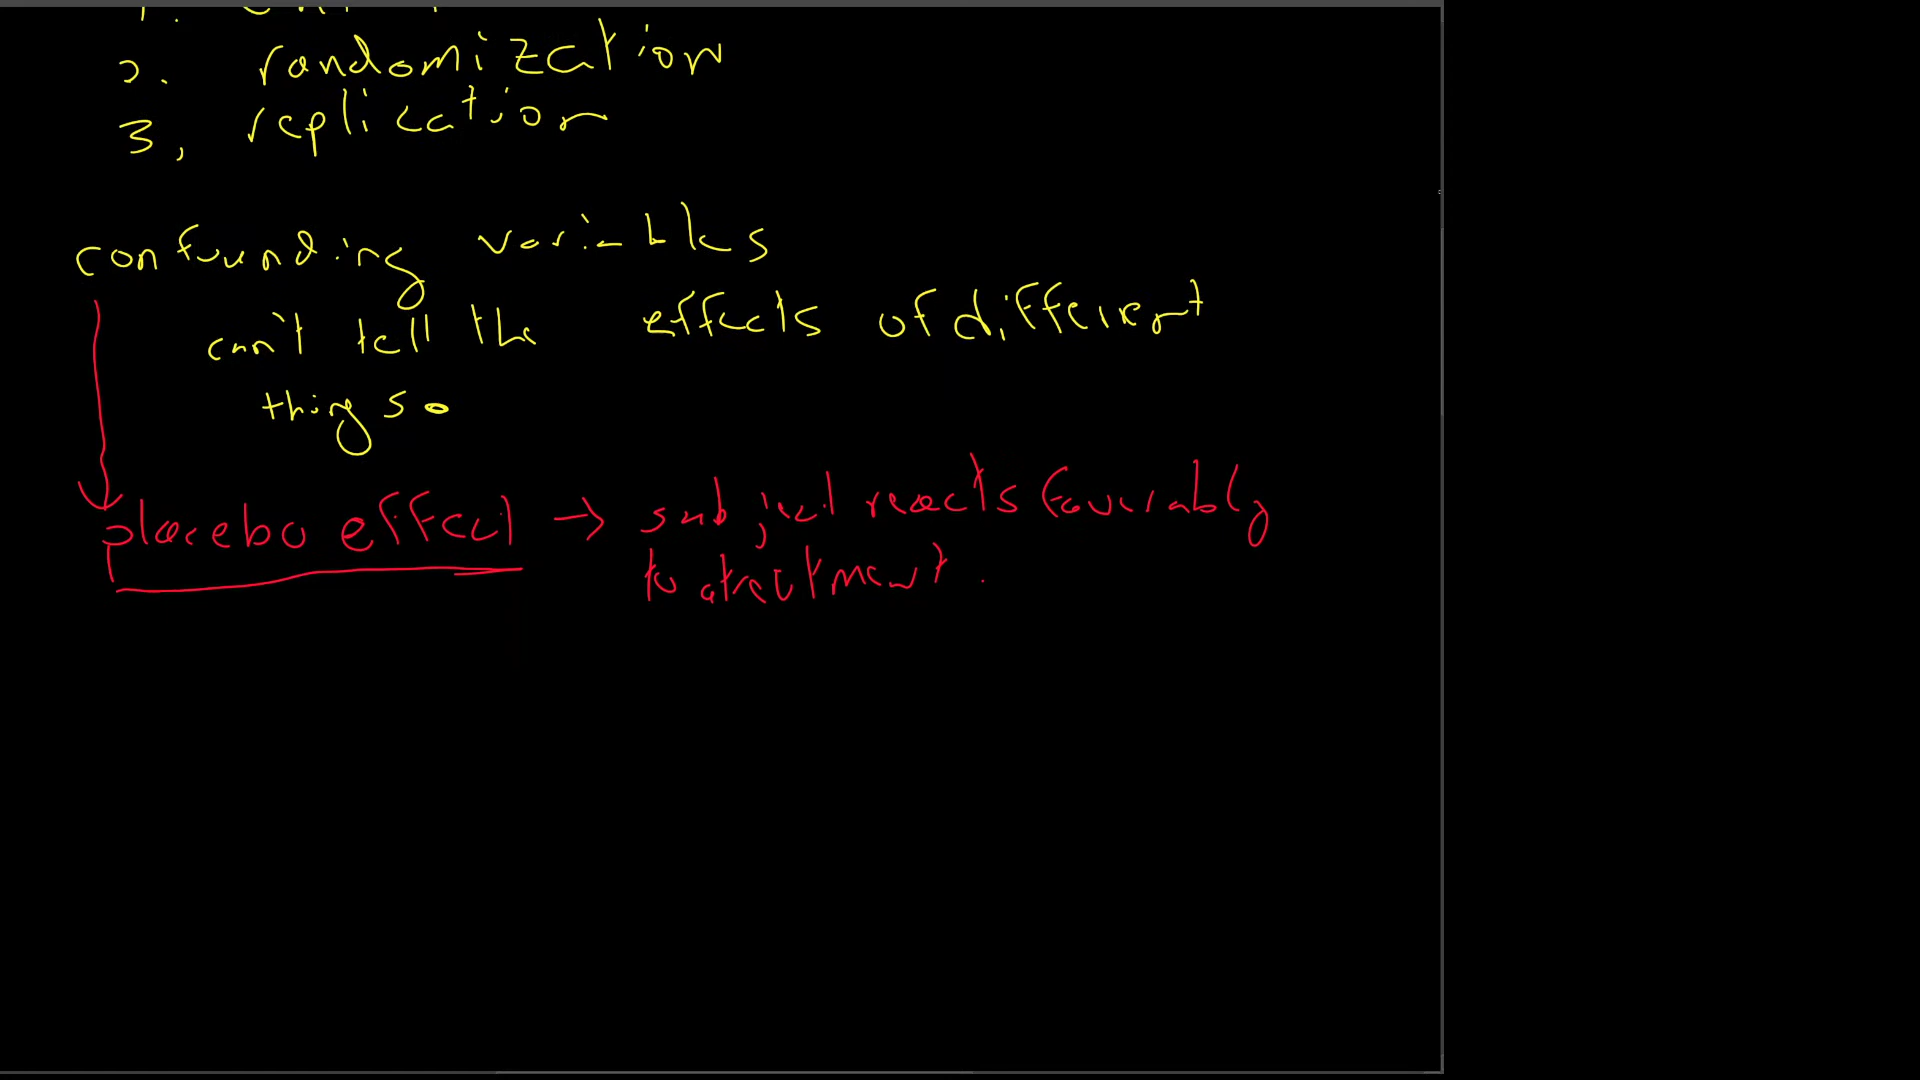 1.
2. randomization
3, replication
confounding variables
can't tell the effects of different
things.
placebo effect → subject reacts favorably
to a treatment.